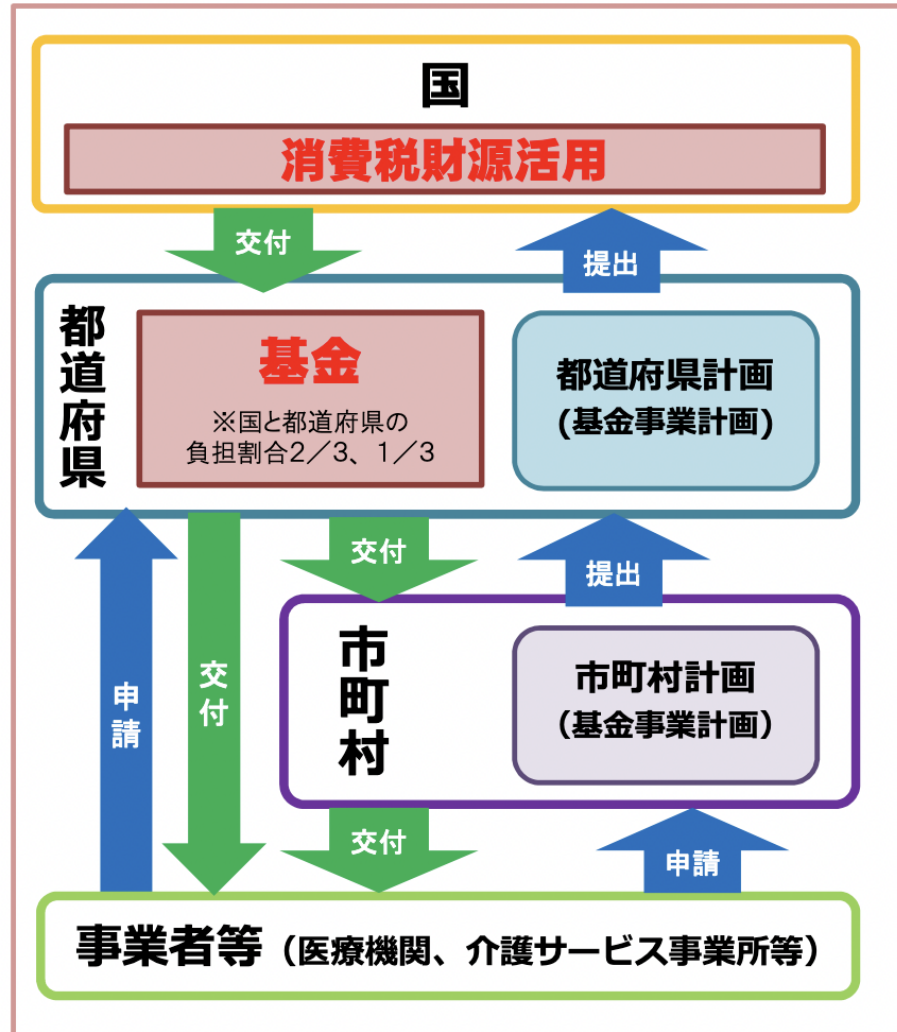 国
消費税財源活用
交付
提出
都道府県
基金
※国と都道府県の
負担割合2／3、1／3
都道府県計画
(基金事業計画)
交付
提出
申請
交付
市町村
市町村計画
(基金事業計画)
交付
申請
事業者等（医療機関、介護サービス事業所等）